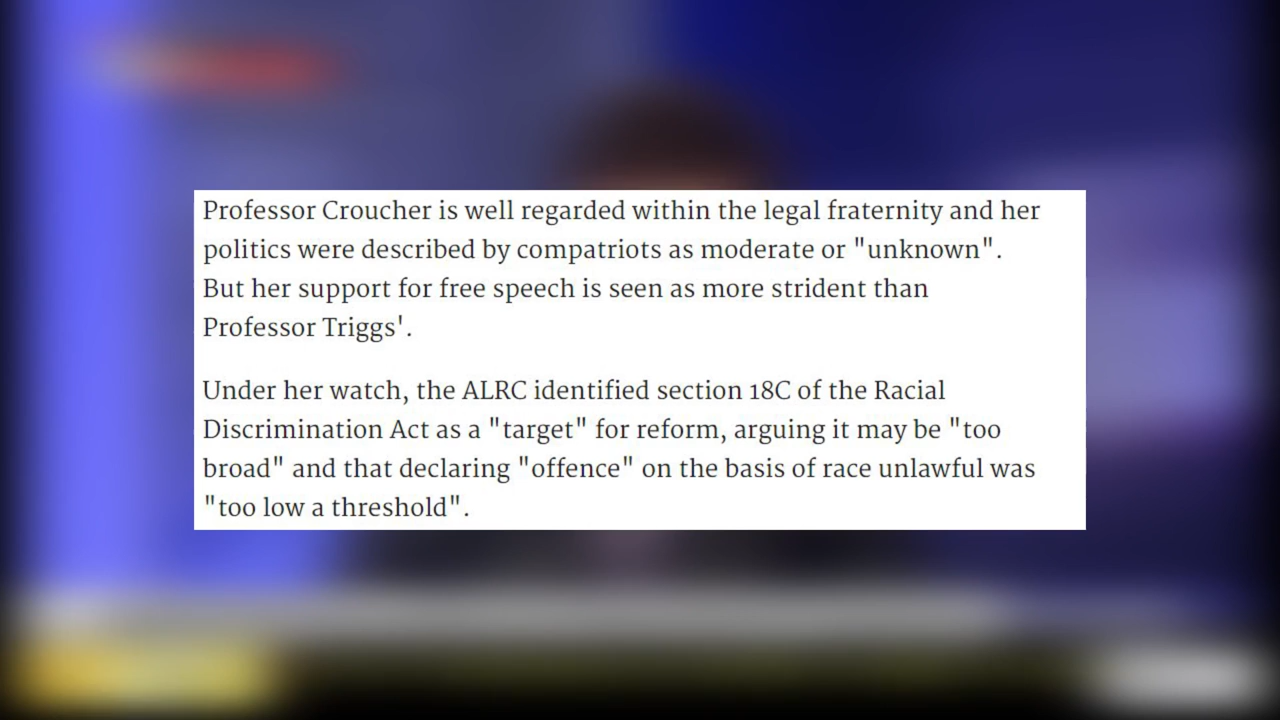 Professor Croucher is well regarded within the legal fraternity and her
politics were described by compatriots as moderate or "unknown".
But her support for free speech is seen as more strident than
Professor Triggs'.
Under her watch, the ALRC identified section 18C of the Racial
Discrimination Act as a "target" for reform, arguing it may be "too
broad" and that declaring "offence" on the basis of race unlawful was
"too low a threshold".